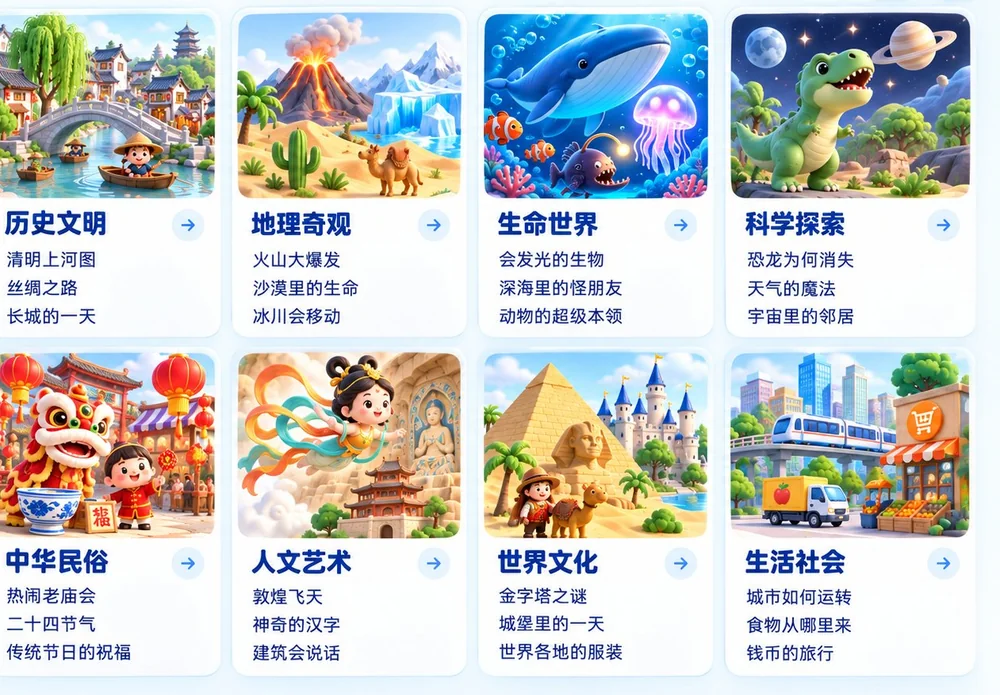 历史文明
清明上河图
丝绸之路
长城的一天
地理奇观
火山大爆发
沙漠里的生命
冰川会移动
生命世界
会发光的生物
深海里的怪朋友
动物的超级本领
科学探索
恐龙为何消失
天气的魔法
宇宙里的邻居
福
中华民俗
热闹老庙会
二十四节气
传统节日的祝福
人文艺术
敦煌飞天
神奇的汉字
建筑会说话
世界文化
金字塔之谜
城堡里的一天
世界各地的服装
生活社会
城市如何运转
食物从哪里来
钱币的旅行